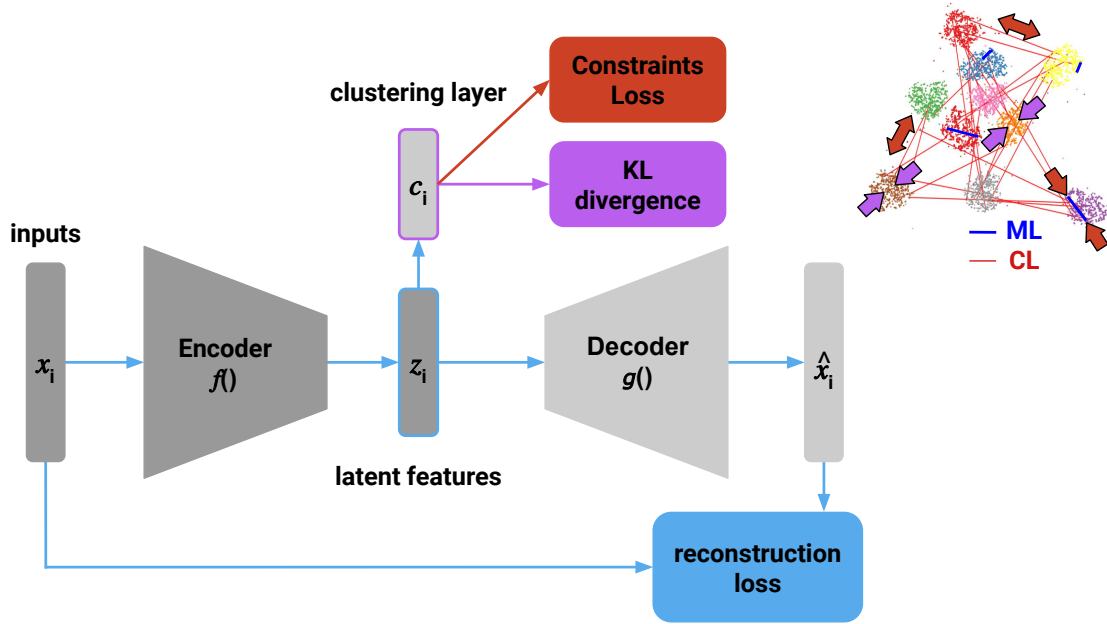 Constraints
Loss
clustering layer
cᵢ
KL
divergence
ML
CL
inputs
xᵢ
Encoder
f()
zᵢ
Decoder
g()
x̂ᵢ
latent features
reconstruction
loss